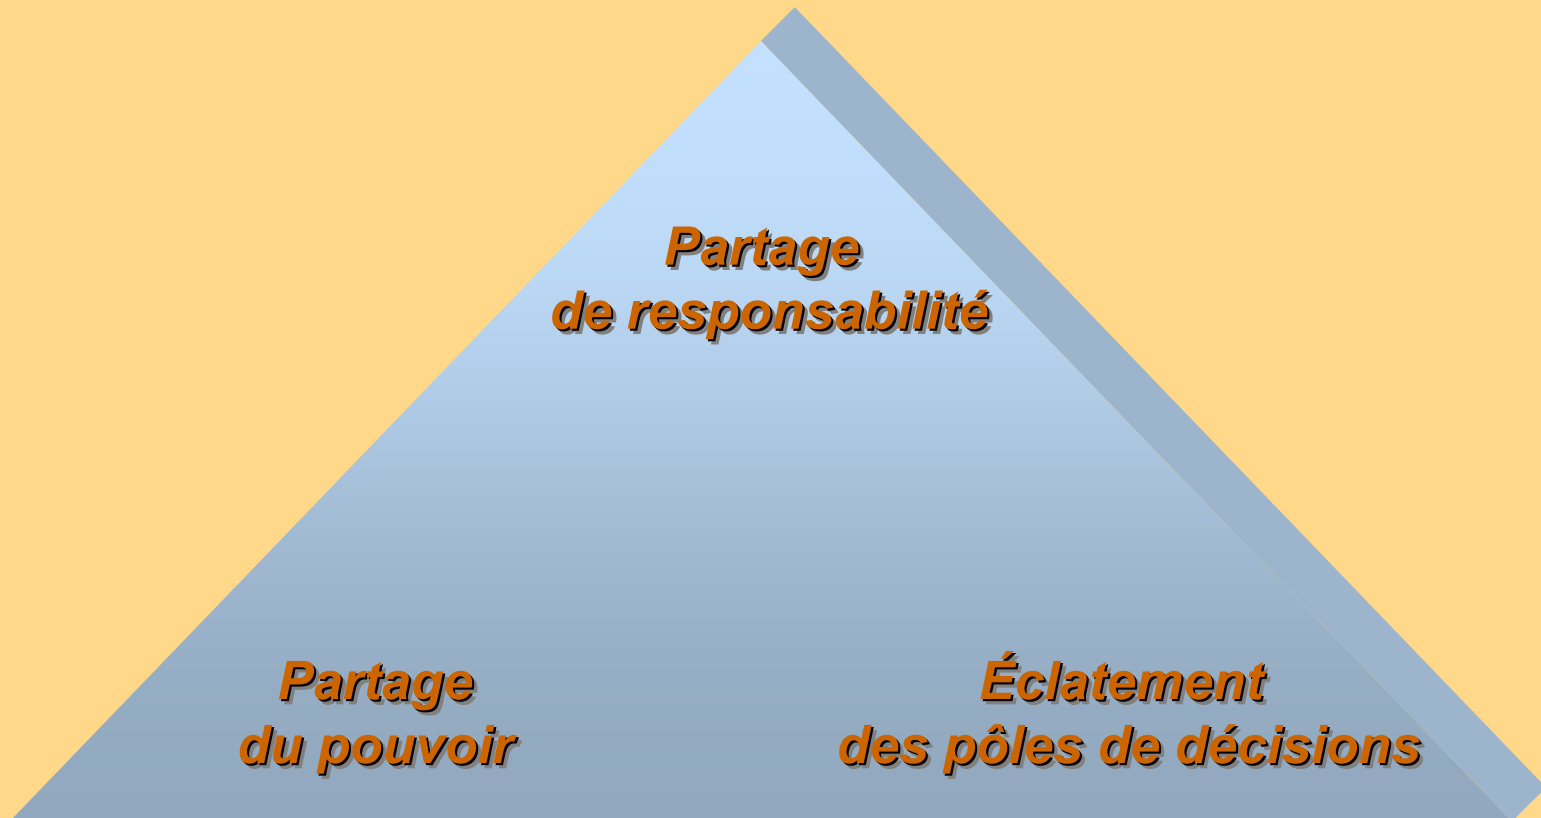 Partage
de responsabilité
Partage
du pouvoir
Éclatement
des pôles de décisions